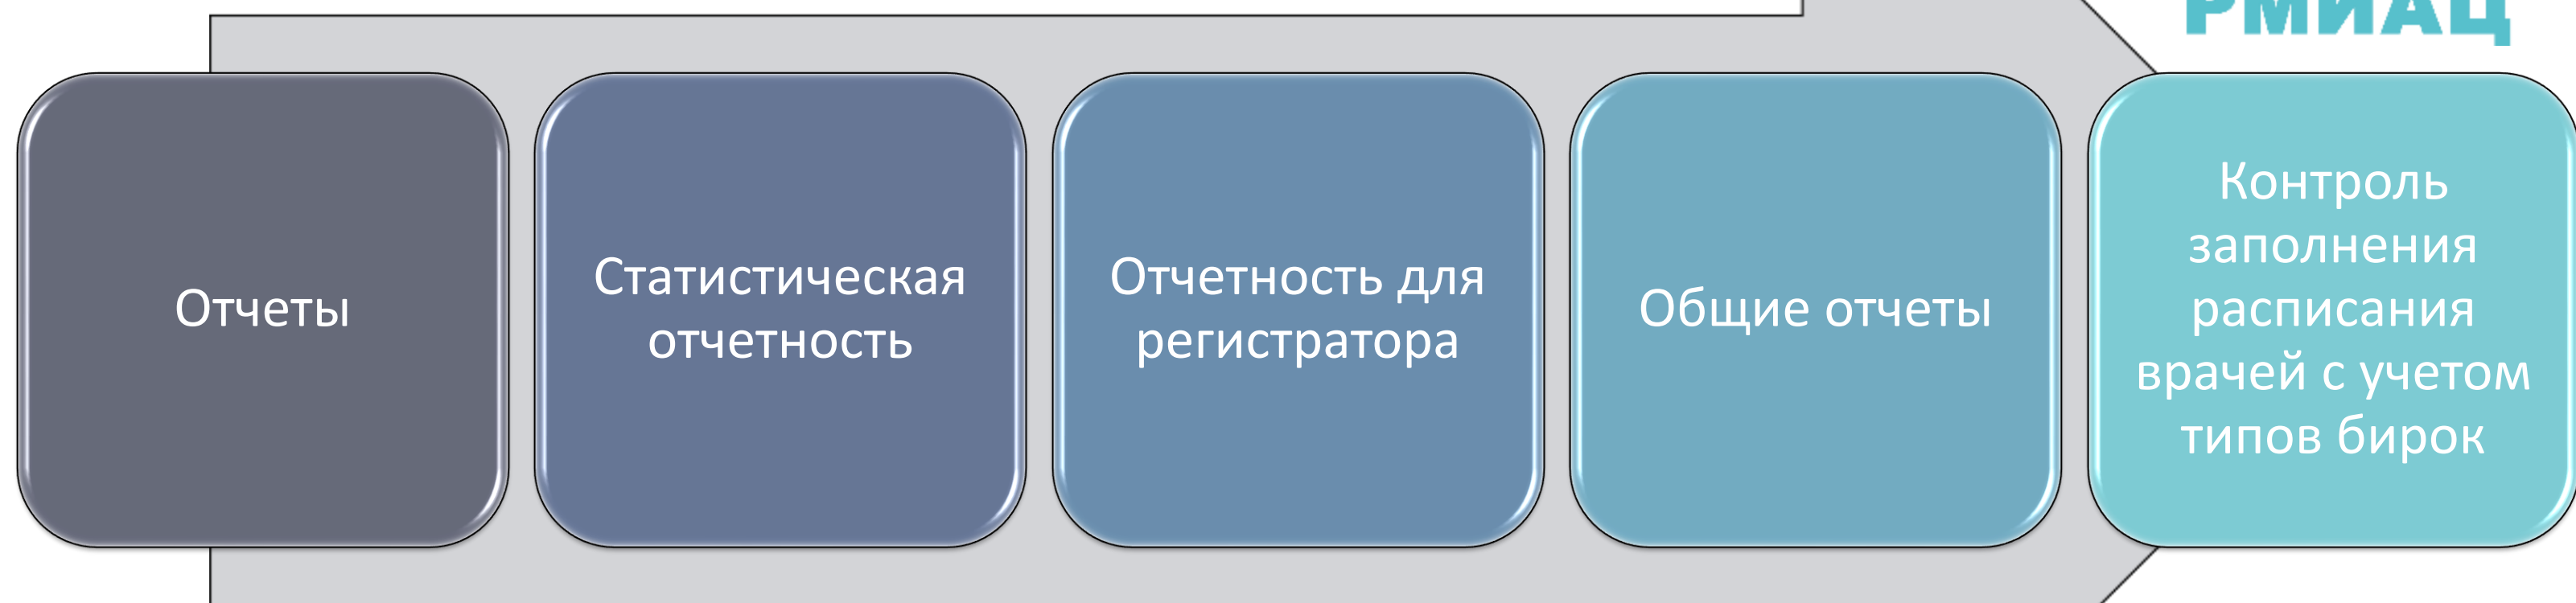 РМИАЦ
Отчеты
Статистическая
отчетность
Отчетность для
регистратора
Общие отчеты
Контроль
заполнения
расписания
врачей с учетом
типов бирок